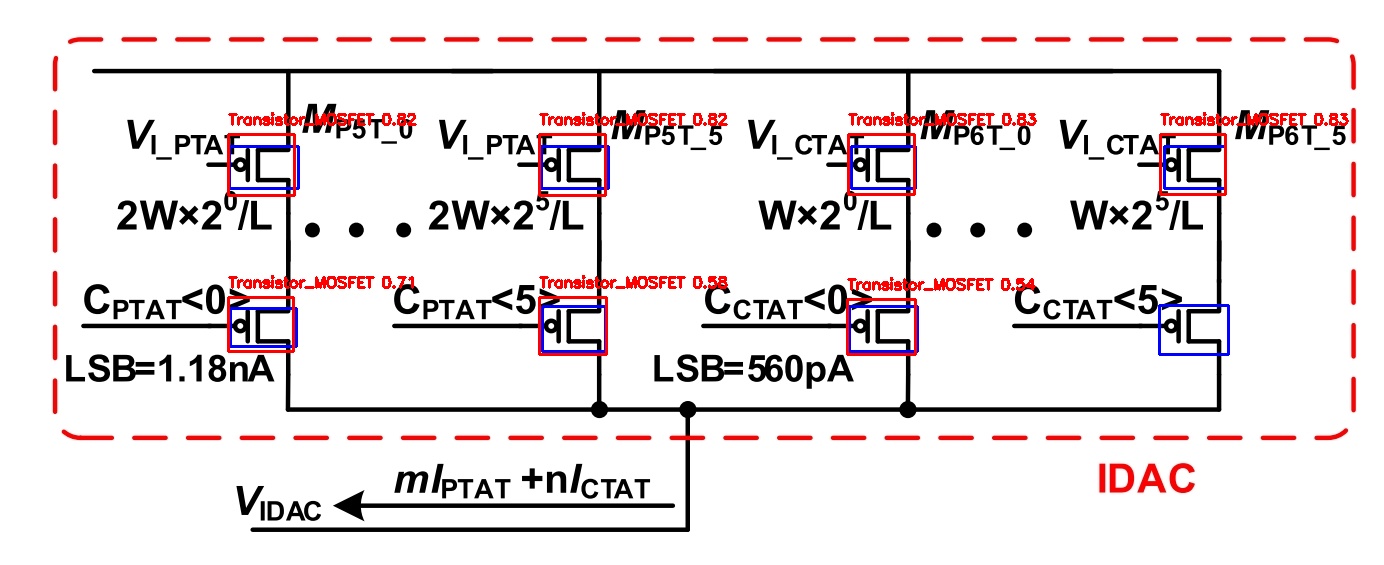 Transistor_MOSFET 0.82
Transistor_MOSFET 0.82
Transistor_MOSFET 0.83
Transistor_MOSFET 0.83
V_I_PTAT
M_P5T_0
V_I_PTAT
M_P5T_5
V_I_CTAT
M_P6T_0
V_I_CTAT
M_P6T_5
2W×2^0/L
2W×2^5/L
W×2^0/L
W×2^5/L
Transistor_MOSFET 0.71
Transistor_MOSFET 0.58
Transistor_MOSFET 0.54
C_PTAT<0>
C_PTAT<5>
C_CTAT<0>
C_CTAT<5>
LSB=1.18nA
LSB=560pA
IDAC
mI_PTAT +nI_CTAT
V_IDAC